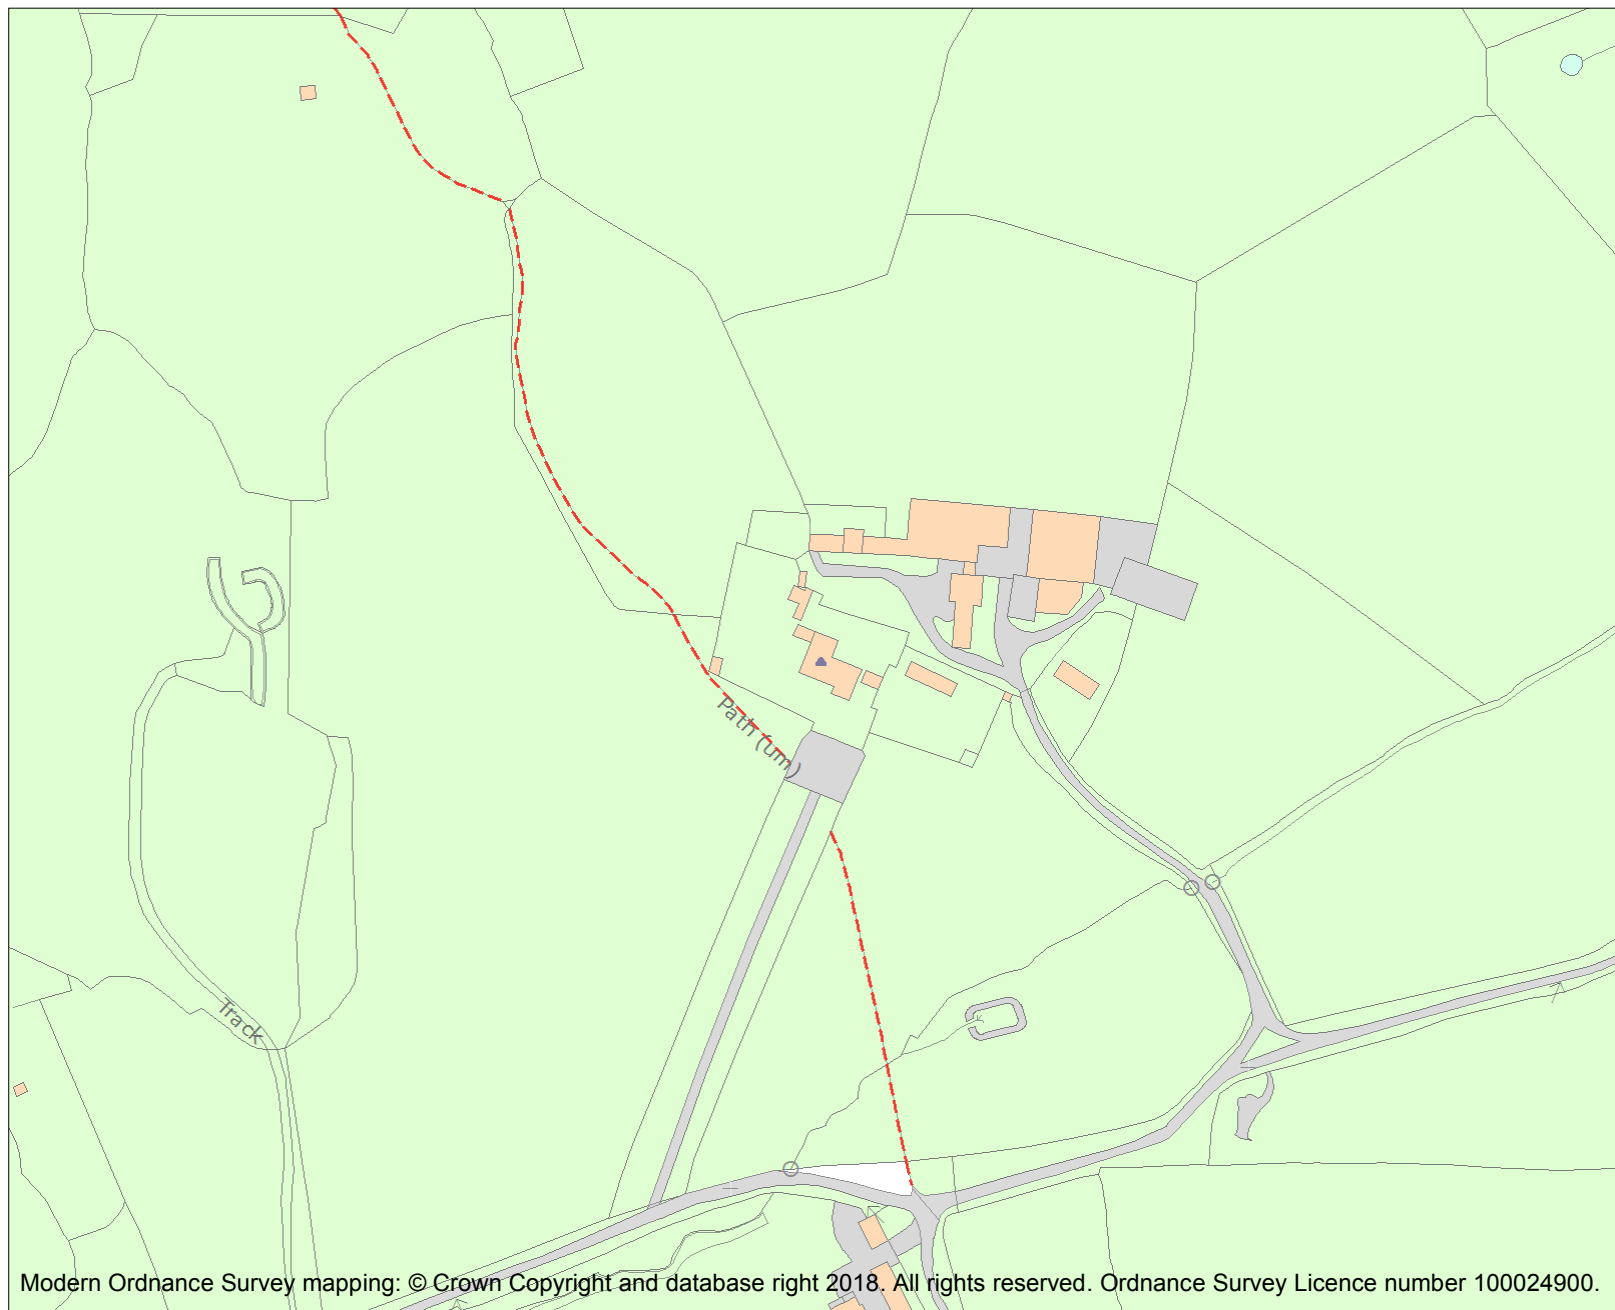 Path (um)
Track
Modern Ordnance Survey mapping: © Crown Copyright and database right 2018. All rights reserved. Ordnance Survey Licence number 100024900.